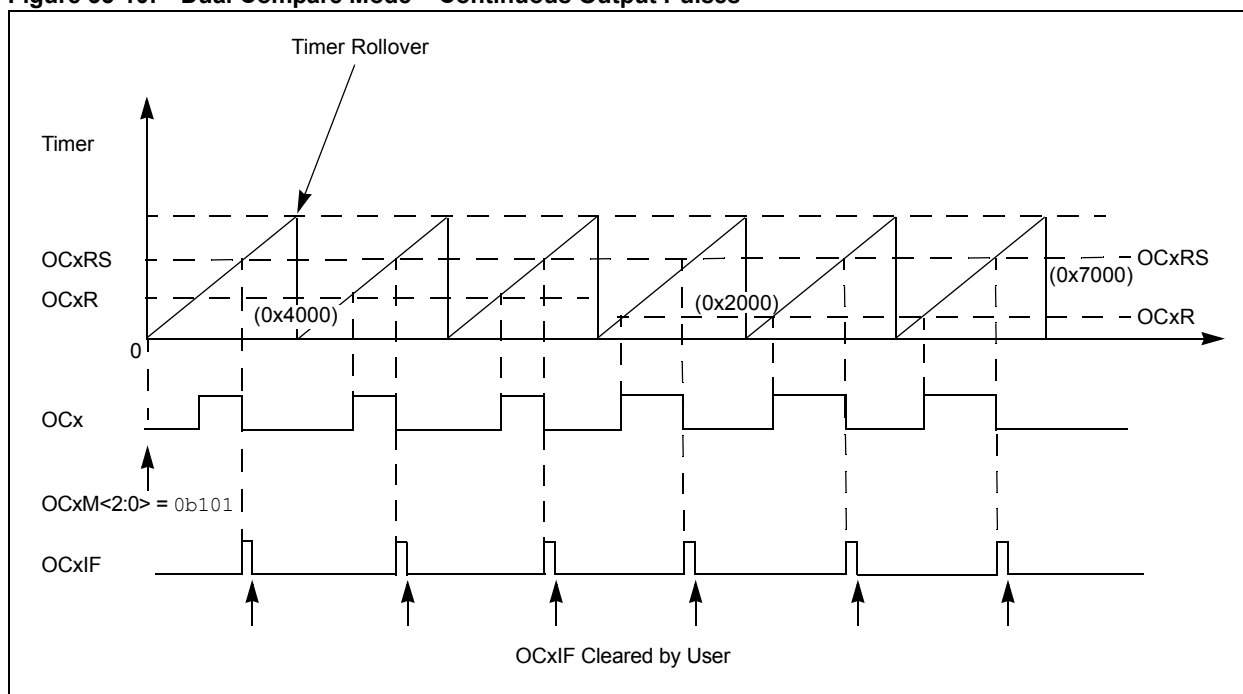 Timer Rollover
Timer
OCxRS
OCxR
(0x4000)
(0x2000)
(0x7000)
OCxRS
OCxR
0
OCx
OCxM<2:0> = 0b101
OCxIF
OCxIF Cleared by User